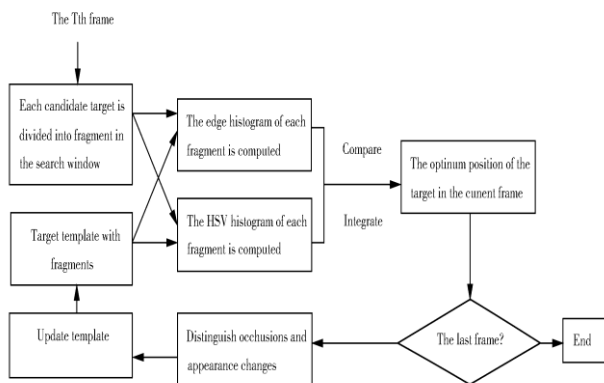 The Tth frame
Each candidate target is
divided into fragment in
the search window
The edge histogram of each
fragment is computed
Compare
The optinum position of the
target in the cunent frame
Target template with
fragments
The HSV histogram of each
fragment is computed
Integrate
Update template
Distinguish occhusions and
appearance changes
The last frame?
End